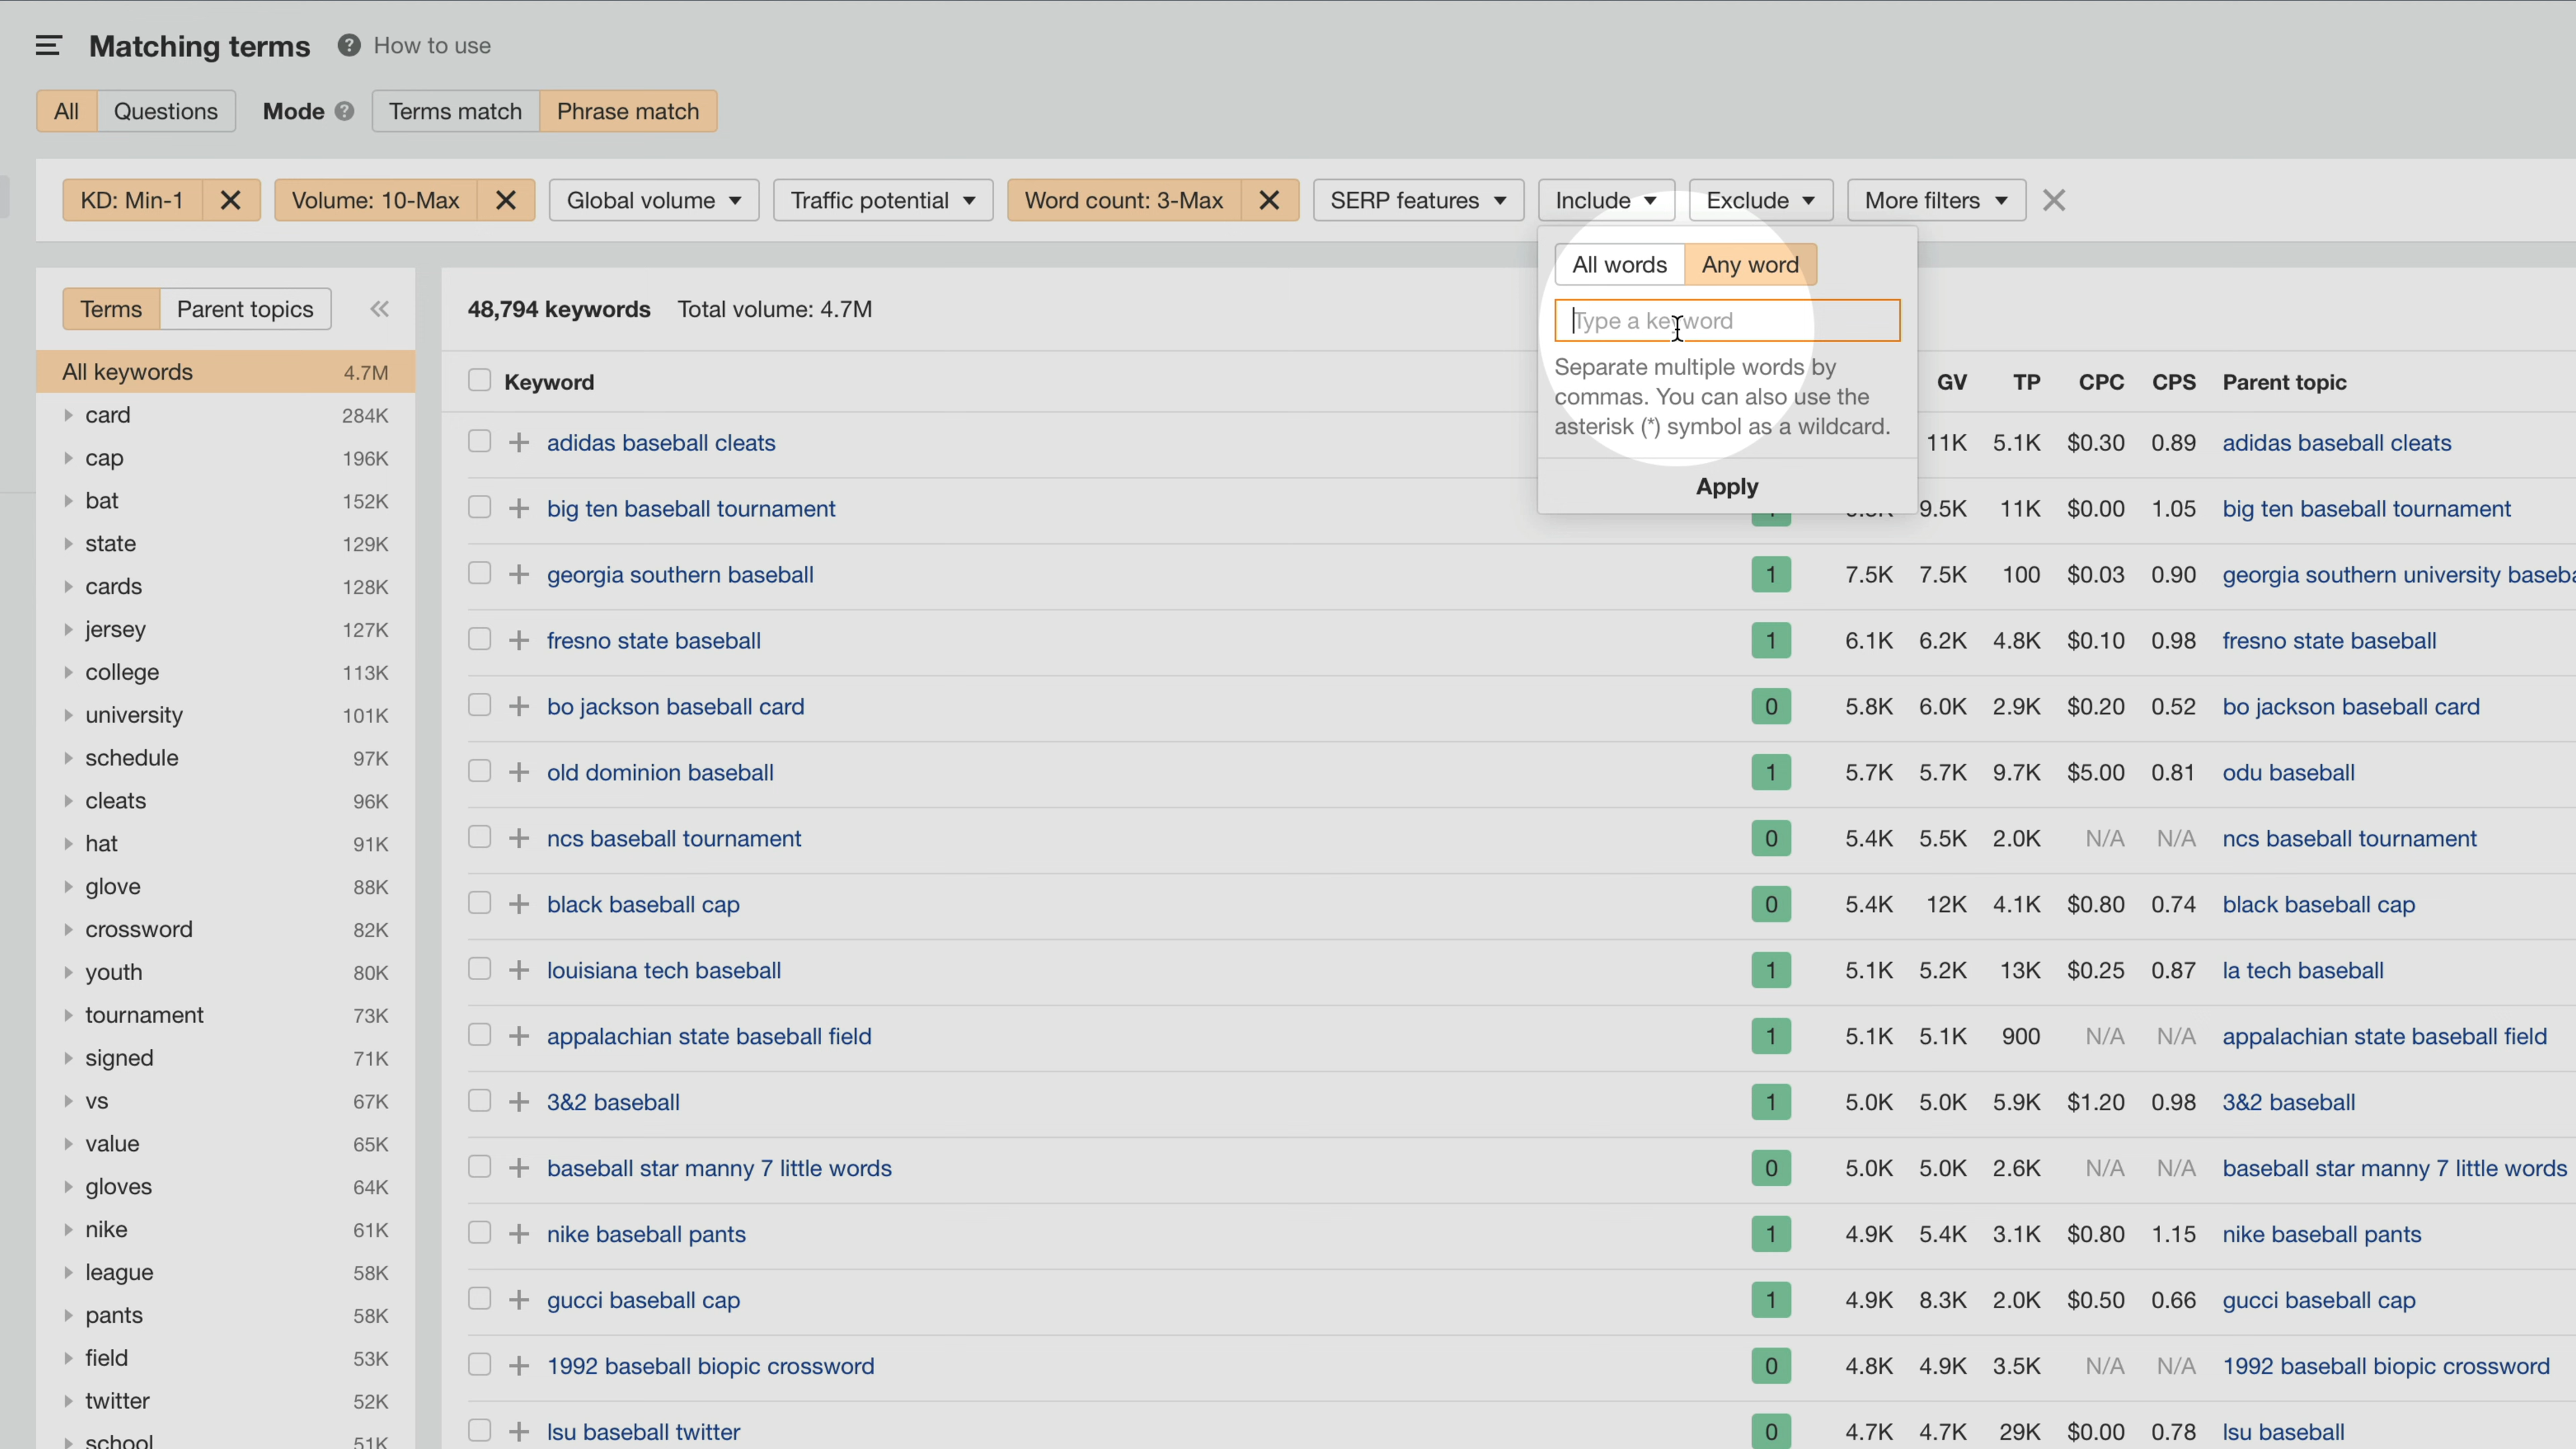 Matching terms ? How to use
All Questions Mode ? Terms match Phrase match
KD: Min-1 Volume: 10-Max Global volume Traffic potential Word count: 3-Max SERP features Include Exclude More filters
All words Any word
Type a keyword
Separate multiple words by
commas. You can also use the
asterisk (*) symbol as a wildcard.
Apply
Terms Parent topics
All keywords 4.7M
card 284K
cap 196K
bat 152K
state 129K
cards 128K
jersey 127K
college 113K
university 101K
schedule 97K
cleats 96K
hat 91K
glove 88K
crossword 82K
youth 80K
tournament 73K
signed 71K
vs 67K
value 65K
gloves 64K
nike 61K
league 58K
pants 58K
field 53K
twitter 52K
school 51K
48,794 keywords Total volume: 4.7M
Keyword GV TP CPC CPS Parent topic
adidas baseball cleats 11K 5.1K $0.30 0.89 adidas baseball cleats
big ten baseball tournament 9.5K 11K $0.00 1.05 big ten baseball tournament
georgia southern baseball 1 7.5K 7.5K 100 $0.03 0.90 georgia southern university baseba
fresno state baseball 1 6.1K 6.2K 4.8K $0.10 0.98 fresno state baseball
bo jackson baseball card 0 5.8K 6.0K 2.9K $0.20 0.52 bo jackson baseball card
old dominion baseball 1 5.7K 5.7K 9.7K $5.00 0.81 odu baseball
ncs baseball tournament 0 5.4K 5.5K 2.0K N/A N/A ncs baseball tournament
black baseball cap 0 5.4K 12K 4.1K $0.80 0.74 black baseball cap
louisiana tech baseball 1 5.1K 5.2K 13K $0.25 0.87 la tech baseball
appalachian state baseball field 1 5.1K 5.1K 900 N/A N/A appalachian state baseball field
3&2 baseball 1 5.0K 5.0K 5.9K $1.20 0.98 3&2 baseball
baseball star manny 7 little words 0 5.0K 5.0K 2.6K N/A N/A baseball star manny 7 little words
nike baseball pants 1 4.9K 5.4K 3.1K $0.80 1.15 nike baseball pants
gucci baseball cap 1 4.9K 8.3K 2.0K $0.50 0.66 gucci baseball cap
1992 baseball biopic crossword 0 4.8K 4.9K 3.5K N/A N/A 1992 baseball biopic crossword
lsu baseball twitter 0 4.7K 4.7K 29K $0.00 0.78 lsu baseball